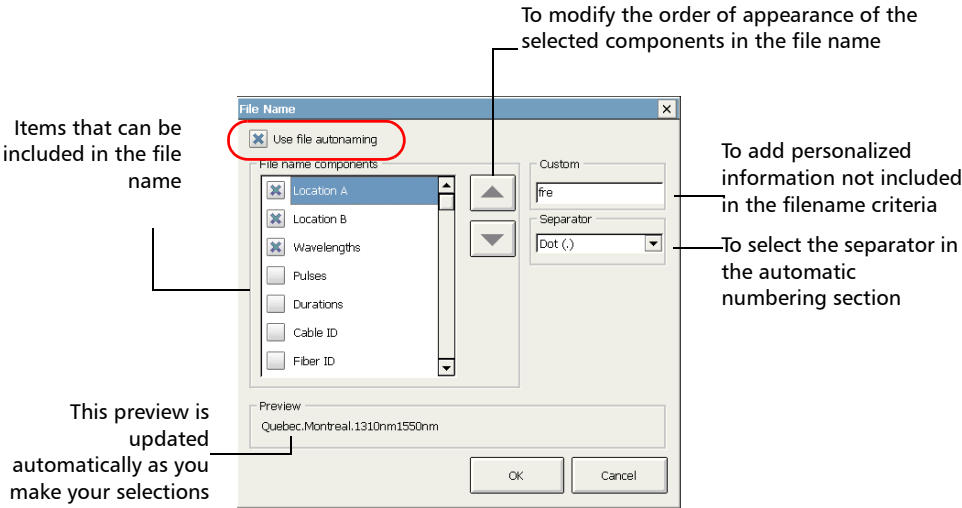 To modify the order of appearance of the
selected components in the file name
Items that can be
included in the file
name
File Name
Use file autonaming
File name components
Location A
Location B
Wavelengths
Pulses
Durations
Cable ID
Fiber ID
Custom
fre
Separator
Dot (.)
To add personalized
information not included
in the filename criteria
To select the separator in
the automatic
numbering section
This preview is
updated
automatically as you
make your selections
Preview
Quebec.Montreal.1310nm1550nm
OK
Cancel